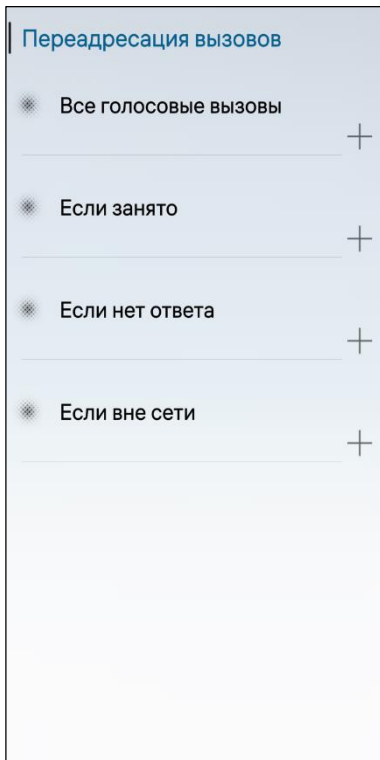 Переадресация вызовов
Все голосовые вызовы
Если занято
Если нет ответа
Если вне сети